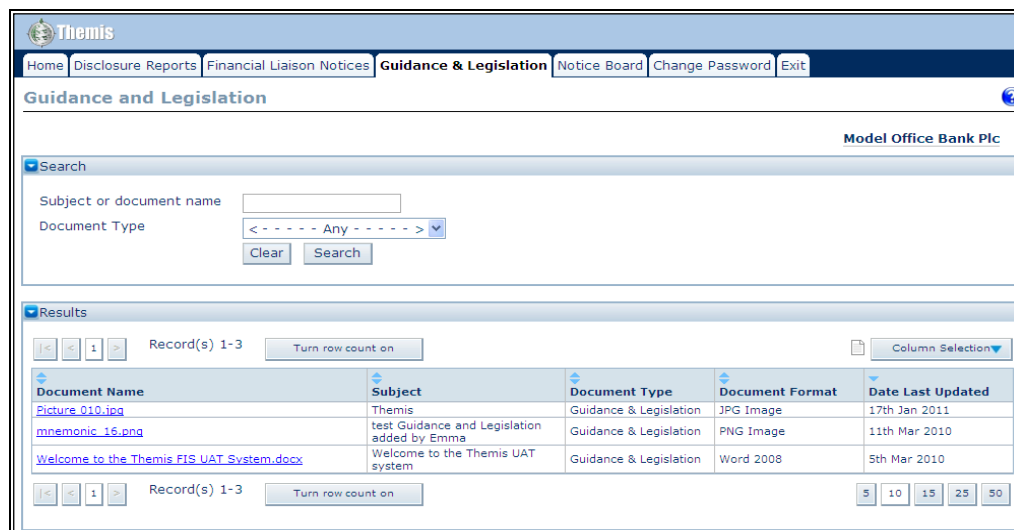 Themis
Home Disclosure Reports Financial Liaison Notices Guidance & Legislation Notice Board Change Password Exit
Guidance and Legislation
?
Model Office Bank Plc
Search
Subject or document name
Document Type < - - - - - Any - - - - - >
Clear Search
Results
|< < 1 > Record(s) 1-3 Turn row count on Column Selection
Document Name Subject Document Type Document Format Date Last Updated
Picture 010.jpg Themis Guidance & Legislation JPG Image 17th Jan 2011
mnemonic_16.png test Guidance and Legislation added by Emma Guidance & Legislation PNG Image 11th Mar 2010
Welcome to the Themis FIS UAT System.docx Welcome to the Themis UAT system Guidance & Legislation Word 2008 5th Mar 2010
|< < 1 > Record(s) 1-3 Turn row count on 5 10 15 25 50